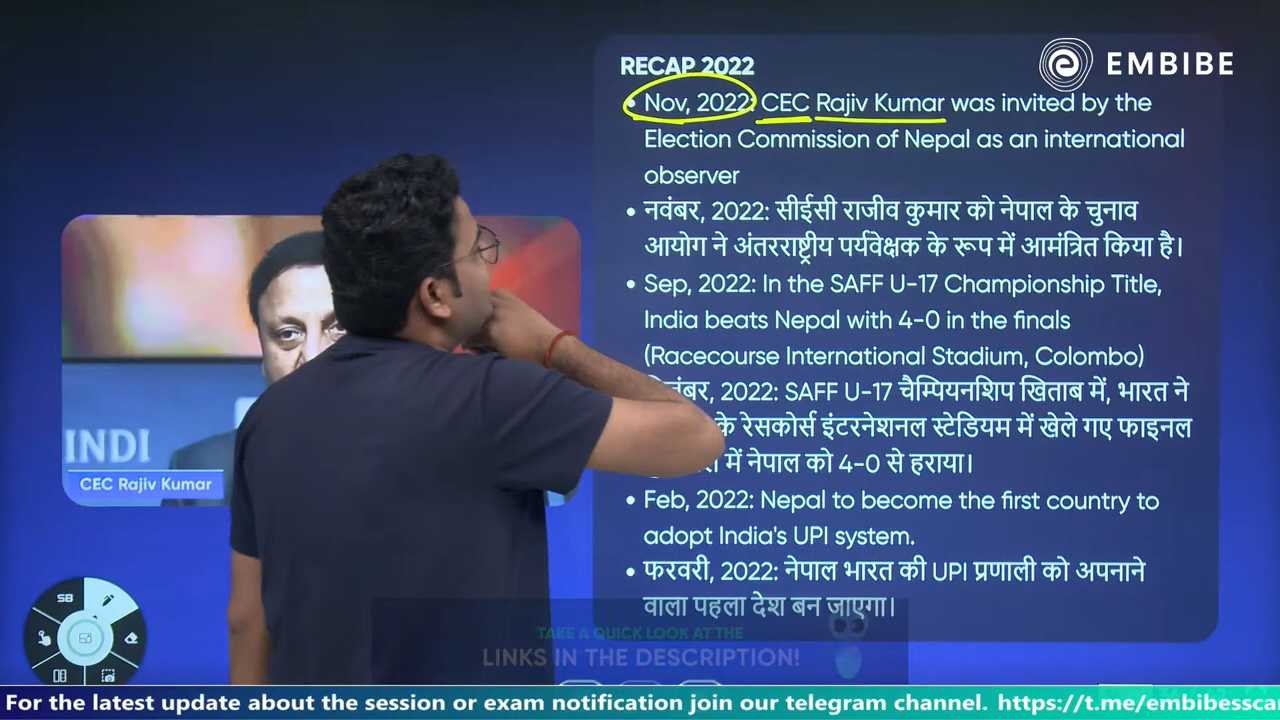 RECAP 2022
EMBIBE
• Nov, 2022: CEC Rajiv Kumar was invited by the
Election Commission of Nepal as an international
observer
• नवंबर, 2022: सीईसी राजीव कुमार को नेपाल के चुनाव
आयोग ने अंतरराष्ट्रीय पर्यवेक्षक के रूप में आमंत्रित किया है।
• Sep, 2022: In the SAFF U-17 Championship Title,
India beats Nepal with 4-0 in the finals
(Racecourse International Stadium, Colombo)
2022: SAFF U-17 चैम्पियनशिप खिताब में, भारत ने
के रेसकोर्स इंटरनेशनल स्टेडियम में खेले गए फाइनल
में नेपाल को 4-0 से हराया।
• Feb, 2022: Nepal to become the first country to
adopt India's UPI system.
• फरवरी, 2022: नेपाल भारत की UPI प्रणाली को अपनाने
वाला पहला देश बन जाएगा।
INDI
CEC Rajiv Kumar
SB
TAKE A QUICK LOOK AT THE
LINKS IN THE DESCRIPTION!
For the latest update about the session or exam notification join our telegram channel. https://t.me/embibessca